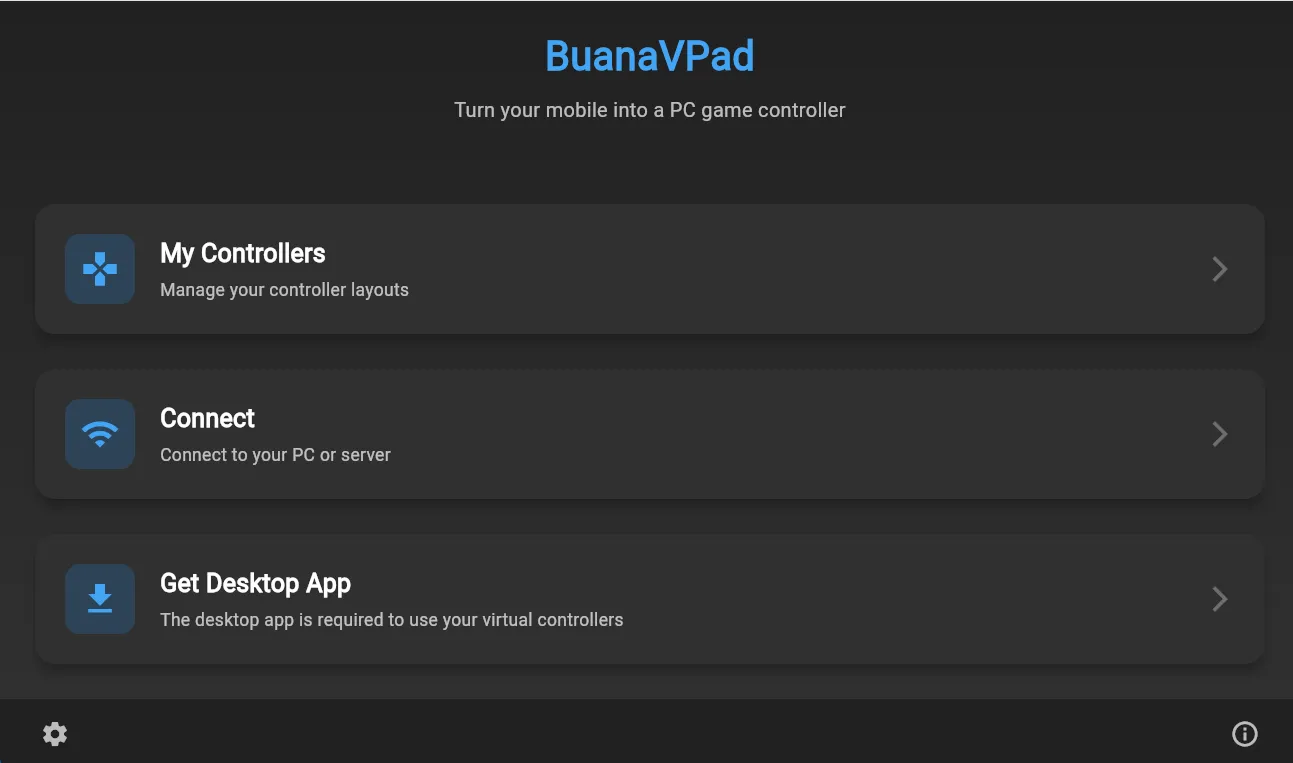 BuanaVPad
Turn your mobile into a PC game controller
My Controllers
Manage your controller layouts
Connect
Connect to your PC or server
Get Desktop App
The desktop app is required to use your virtual controllers